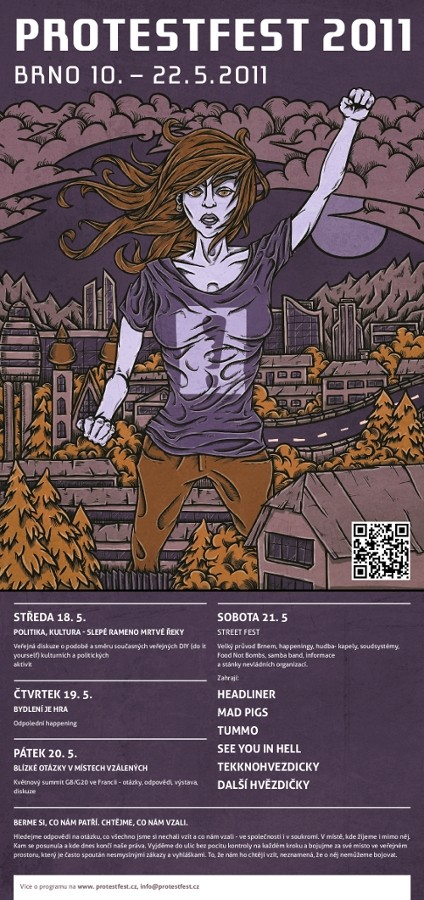 PROTESTFEST 2011
BRNO 10. – 22.5.2011
STŘEDA 18. 5.
POLITIKA, KULTURA - SLEPÉ RAMENO MRTVÉ ŘEKY
Veřejná diskuze o podobě a směru současných veřejných DIY (do it
yourself) kulturních a politických
aktivit
ČTVRTEK 19. 5.
BYDLENÍ JE HRA
Odpolední happening
PÁTEK 20. 5.
BLÍZKÉ OTÁZKY V MÍSTECH VZÁLENÝCH
Květnový summit G8/G20 ve Francii - otázky, odpovědi, výstava,
diskuze
SOBOTA 21. 5
STREET FEST
Velký průvod Brnem, happeningy, hudba- kapely, soudsystémy,
Food Not Bombs, samba band, informace
a stánky nevládních organizací.
Zahrají:
HEADLINER
MAD PIGS
TUMMO
SEE YOU IN HELL
TEKKNOHVEZDICKY
DALŠÍ HVĚZDIČKY
BERME SI, CO NÁM PATŘÍ. CHTĚJME, CO NÁM VZALI.
Hledejme odpovědi na otázku, co všechno jsme si nechali vzít a co nám vzali - ve společnosti i v soukromí. V místě, kde žijeme i mimo něj.
Kam se posunula a kde dnes končí naše práva. Vyjděme do ulic bez pocitu kontroly na každém kroku a bojujme za své místo ve veřejném
prostoru, který je často spoután nesmyslnými zákazy a vyhláškami. To, že nám ho chtějí vzít, neznamená, že o něj nemůžeme bojovat.
Více o programu na www. protestfest.cz, info@protestfest.cz